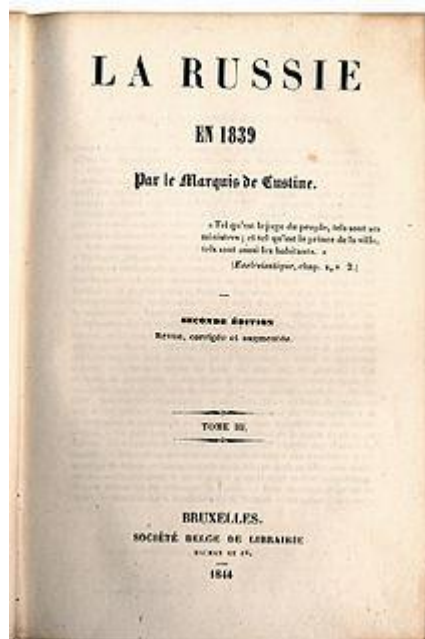 LA RUSSIE
EN 1839
Par le Marquis de Custine.
« Tel qu'est le juge du peuple, tels sont ses
ministres ; et tel qu'est le prince de la ville,
tels sont aussi les habitants. »
(Ecclésiastique, chap. 2.)
SECONDE ÉDITION
Revue, corrigée et augmentée.
TOME III.
BRUXELLES.
SOCIÉTÉ BELGE DE LIBRAIRIE
1844